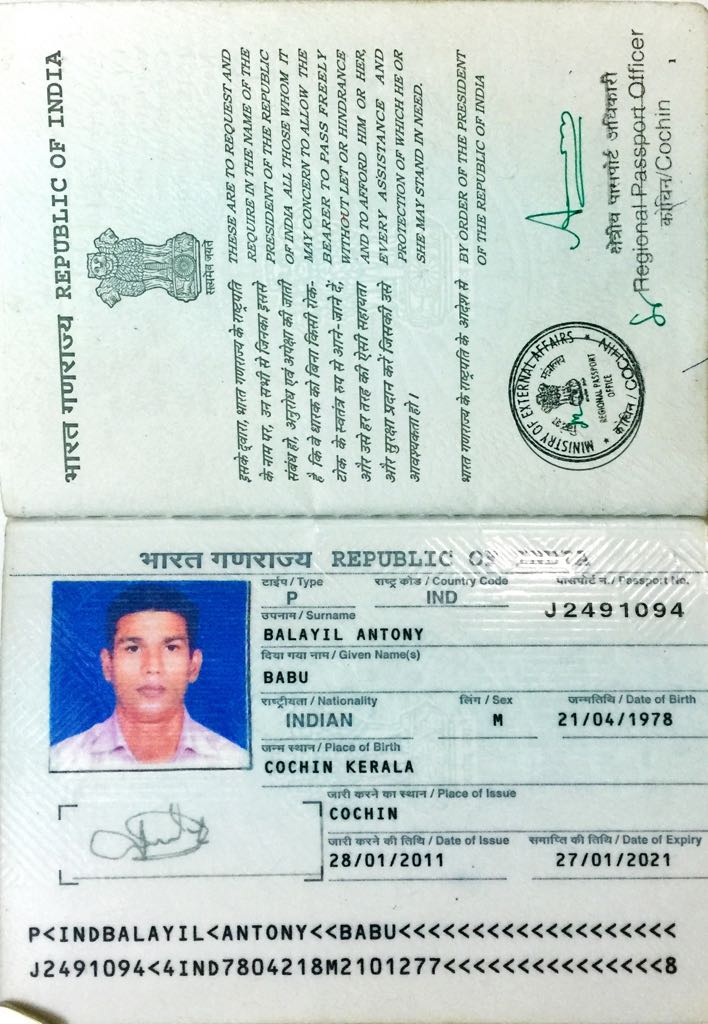 भारत गणराज्य REPUBLIC OF INDIA
सत्यमेव जयते
इसके द्वारा, भारत गणराज्य के राष्ट्रपति
के नाम पर, उन सभी से जिनका इससे
संबंध हो, अनुरोध एवं अपेक्षा की जाती
है कि वे धारक को बिना किसी रोक-
टोक के स्वतंत्र रूप से आने-जाने दें,
और उसे हर तरह की ऐसी सहायता
और सुरक्षा प्रदान करें जिसकी उसे
आवश्यकता हो।
THESE ARE TO REQUEST AND
REQUIRE IN THE NAME OF THE
PRESIDENT OF THE REPUBLIC
OF INDIA ALL THOSE WHOM IT
MAY CONCERN TO ALLOW THE
BEARER TO PASS FREELY
WITHOUT LET OR HINDRANCE
AND TO AFFORD HIM OR HER,
EVERY ASSISTANCE AND
PROTECTION OF WHICH HE OR
SHE MAY STAND IN NEED.
भारत गणराज्य के राष्ट्रपति के आदेश से
BY ORDER OF THE PRESIDENT
OF THE REPUBLIC OF INDIA
MINISTRY OF EXTERNAL AFFAIRS
REGIONAL PASSPORT
OFFICE
कोचिन / COCHIN
क्षेत्रीय पासपोर्ट अधिकारी
Regional Passport Officer
कोचिन/Cochin
1
भारत गणराज्य REPUBLIC OF INDIA
टाईप / Type राष्ट्र कोड / Country Code पासपोर्ट न. / Passport No.
P IND J2491094
उपनाम / Surname
BALAYIL ANTONY
दिया गया नाम / Given Name(s)
BABU
राष्ट्रीयता / Nationality लिंग / Sex जन्मतिथि / Date of Birth
INDIAN M 21/04/1978
जन्म स्थान / Place of Birth
COCHIN KERALA
जारी करने का स्थान / Place of Issue
COCHIN
जारी करने की तिथि / Date of Issue समाप्ति की तिथि / Date of Expiry
28/01/2011 27/01/2021
P<INDBALAYIL<ANTONY<<BABU<<<<<<<<<<<<<<<<<<<
J2491094<4IND7804218M2101277<<<<<<<<<<<<<<<8